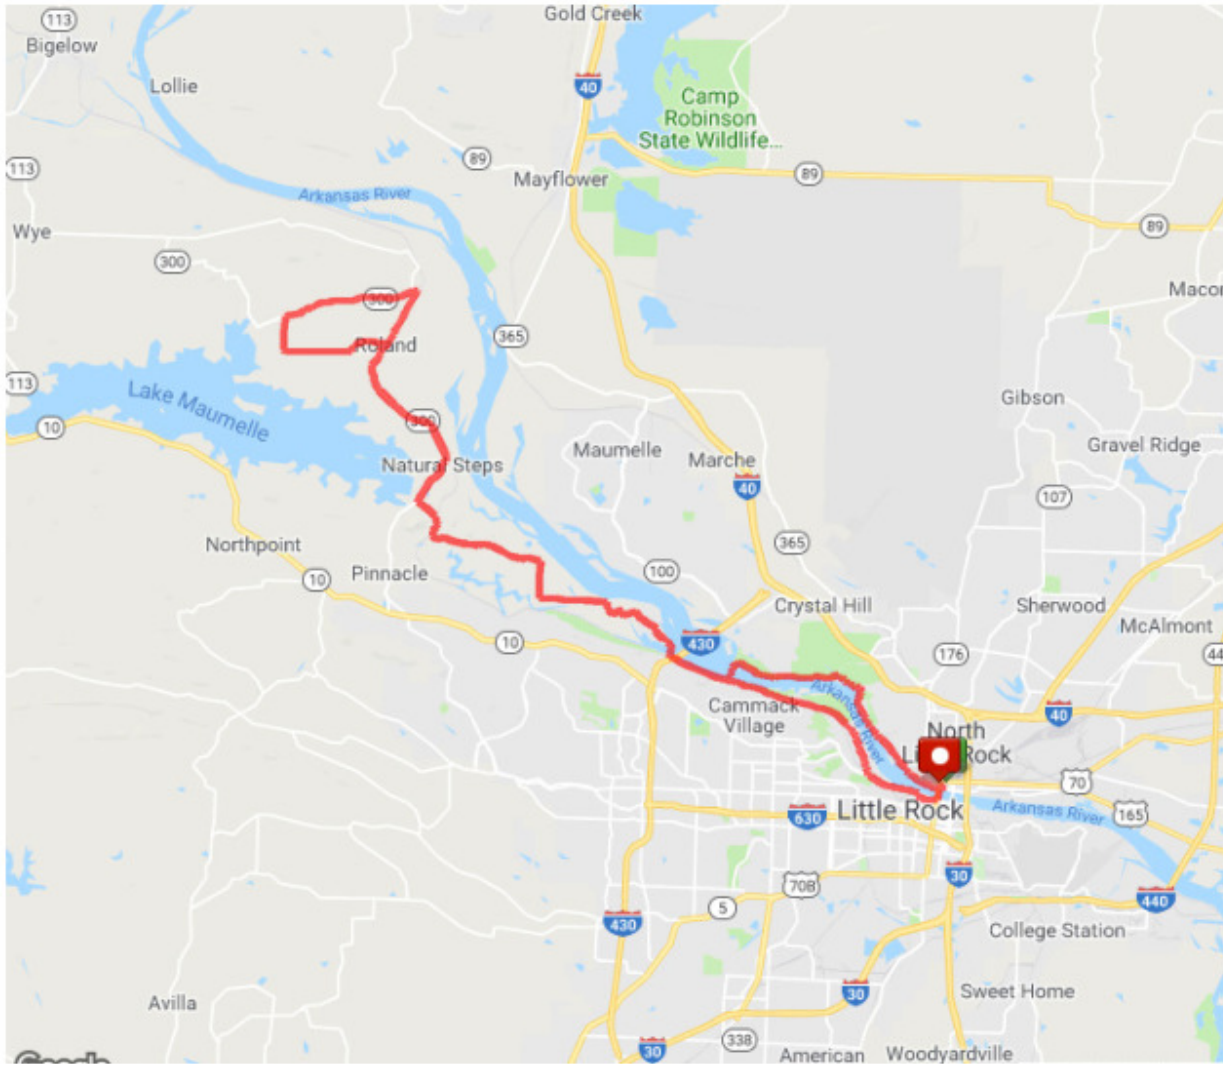 Gold Creek
113
Bigelow
Lollie
40
Camp
Robinson
State Wildlife...
89
113
Mayflower
89
Arkansas River
89
Wye
300
Macon
300
365
Roland
113
Lake Maumelle
Gibson
10
300
Maumelle
Gravel Ridge
Marche
Natural Steps
40
107
Northpoint
365
Pinnacle
100
10
Crystal Hill
Sherwood
McAlmont
10
430
176
44
Arkansas River
Cammack
Village
40
North
Rock
70
Little Rock
Arkansas River
165
630
30
708
440
5
430
College Station
30
Sweet Home
Avilla
338
30
American
Woodyardville
Google